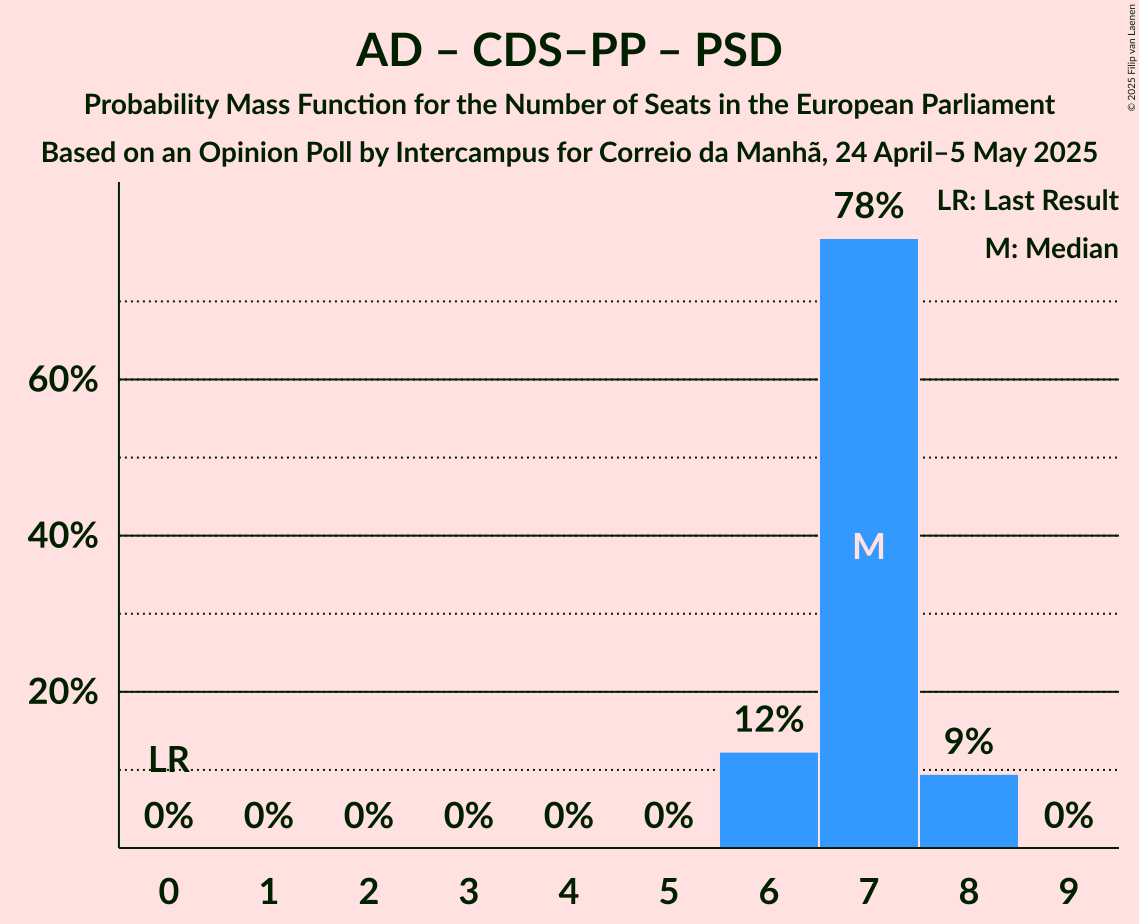 AD – CDS–PP – PSD
Probability Mass Function for the Number of Seats in the European Parliament
Based on an Opinion Poll by Intercampus for Correio da Manhã, 24 April–5 May 2025
© 2025 Filip van Laenen
LR: Last Result
M: Median
78%
60%
40%
M
20%
12%
9%
LR
0% 0% 0% 0% 0% 0% 0%
0 1 2 3 4 5 6 7 8 9